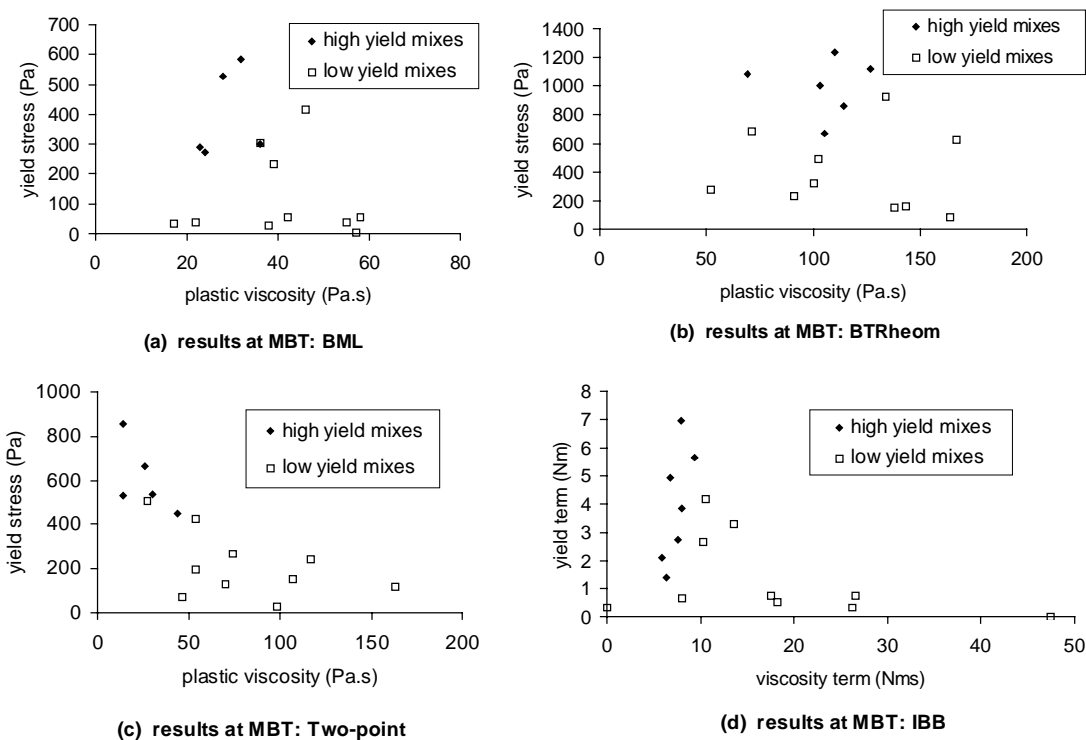 700
600
500
400
300
200
100
0
yield stress (Pa)
high yield mixes
low yield mixes
0 20 40 60 80
plastic viscosity (Pa.s)
(a) results at MBT: BML
1400
1200
1000
800
600
400
200
0
yield stress (Pa)
high yield mixes
low yield mixes
0 50 100 150 200
plastic viscosity (Pa.s)
(b) results at MBT: BTRheom
1000
800
600
400
200
0
yield stress (Pa)
high yield mixes
low yield mixes
0 50 100 150 200
plastic viscosity (Pa.s)
(c) results at MBT: Two-point
8
7
6
5
4
3
2
1
0
yield term (Nm)
high yield mixes
low yield mixes
0 10 20 30 40 50
viscosity term (Nms)
(d) results at MBT: IBB